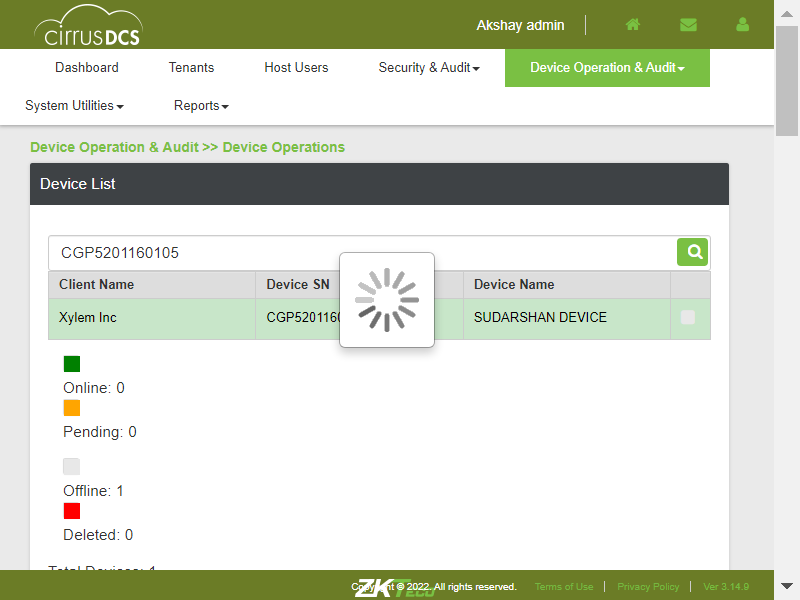 cirrusDCS
Akshay admin
Dashboard Tenants Host Users Security & Audit Device Operation & Audit
System Utilities Reports
Device Operation & Audit >> Device Operations
Device List
CGP5201160105
Client Name Device SN Device Name
Xylem Inc CGP520116 SUDARSHAN DEVICE
Online: 0
Pending: 0
Offline: 1
Deleted: 0
Total Devices: 1
ZKTeco
Copyright © 2022. All rights reserved. Terms of Use Privacy Policy Ver 3.14.9